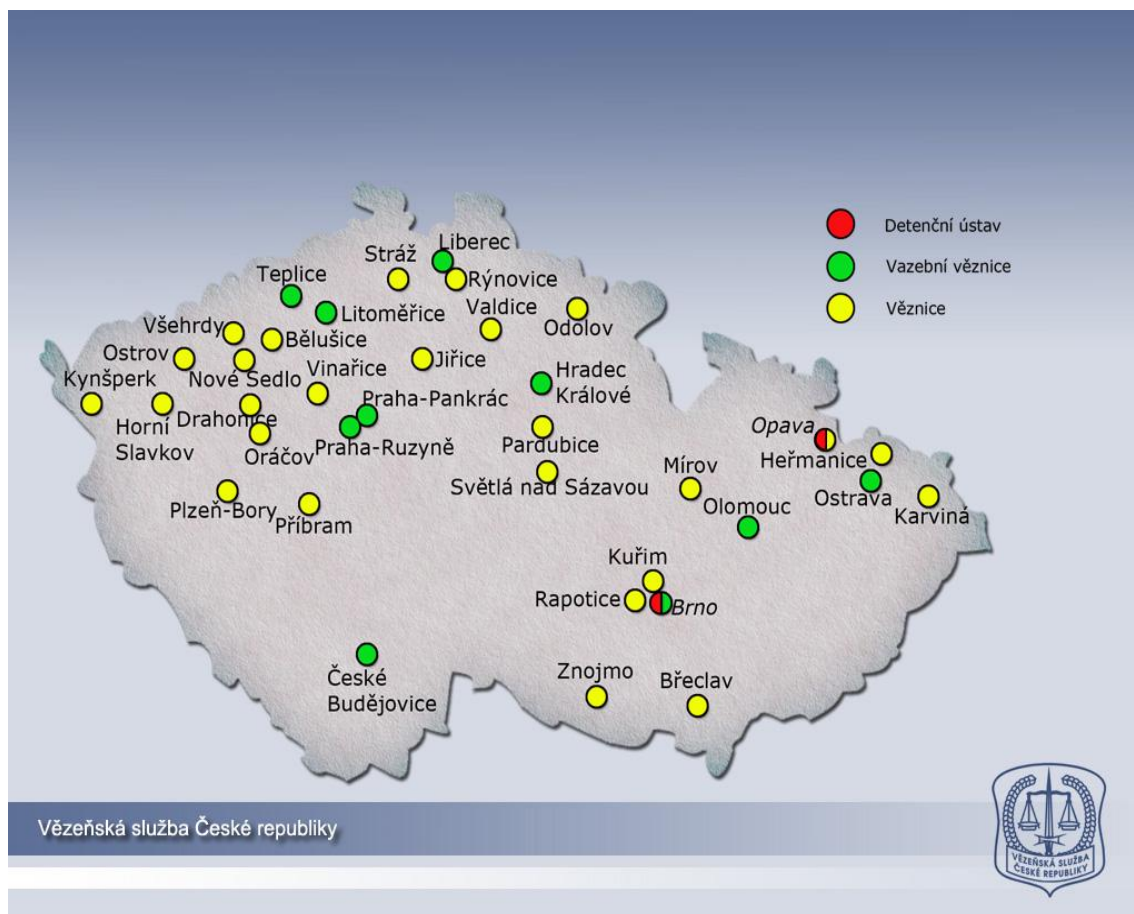 Detenční ústav
Vazební věznice
Věznice
Liberec
Stráž
Teplice
Rýnovice
Valdice
Litoměřice
Odolov
Všehrdy
Bělušice
Ostrov
Jiřice
Vinařice
Hradec
Králové
Nové Sedlo
Kynšperk
Praha-Pankrác
Horní
Slavkov
Drahonice
Opava
Praha-Ruzyně
Pardubice
Oráčov
Heřmanice
Mírov
Světlá nad Sázavou
Ostrava
Olomouc
Plzeň-Bory
Karviná
Příbram
Kuřim
Rapotice
Brno
Znojmo
České
Budějovice
Břeclav
Vězeňská služba České republiky
VĚZEŇSKÁ SLUŽBA
ČESKÉ REPUBLIKY